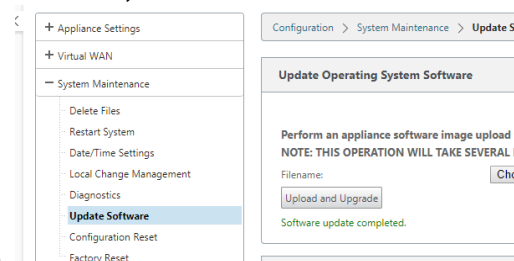 + Appliance Settings
+ Virtual WAN
− System Maintenance
Delete Files
Restart System
Date/Time Settings
Local Change Management
Diagnostics
Update Software
Configuration Reset
Factory Reset
Configuration > System Maintenance > Update S
Update Operating System Software
Perform an appliance software image upload
NOTE: THIS OPERATION WILL TAKE SEVERAL
Filename:
Cho
Upload and Upgrade
Software update completed.